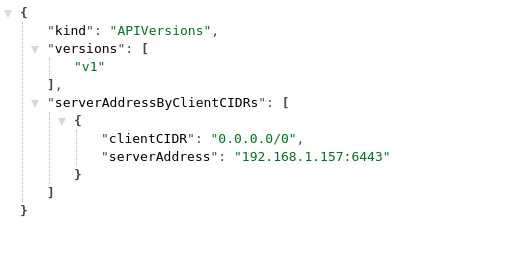 {
"kind": "APIVersions",
"versions": [
"v1"
],
"serverAddressByClientCIDRs": [
{
"clientCIDR": "0.0.0.0/0",
"serverAddress": "192.168.1.157:6443"
}
]
}